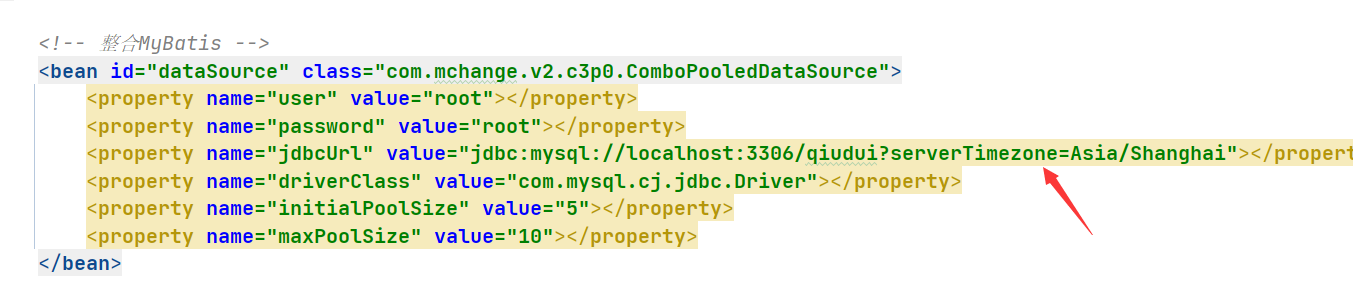 <!-- 整合MyBatis -->
<bean id="dataSource" class="com.mchange.v2.c3p0.ComboPooledDataSource">
<property name="user" value="root"></property>
<property name="password" value="root"></property>
<property name="jdbcUrl" value="jdbc:mysql://localhost:3306/qiudui?serverTimezone=Asia/Shanghai"></propert
<property name="driverClass" value="com.mysql.cj.jdbc.Driver"></property>
<property name="initialPoolSize" value="5"></property>
<property name="maxPoolSize" value="10"></property>
</bean>